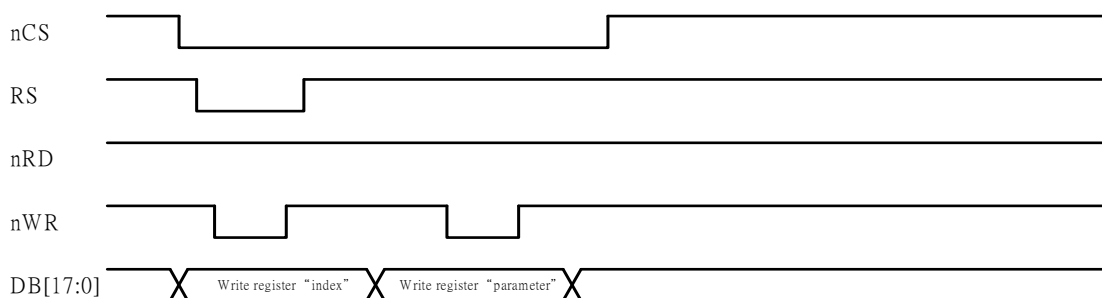 nCS
RS
nRD
nWR
DB[17:0]
Write register “index”
Write register “parameter”